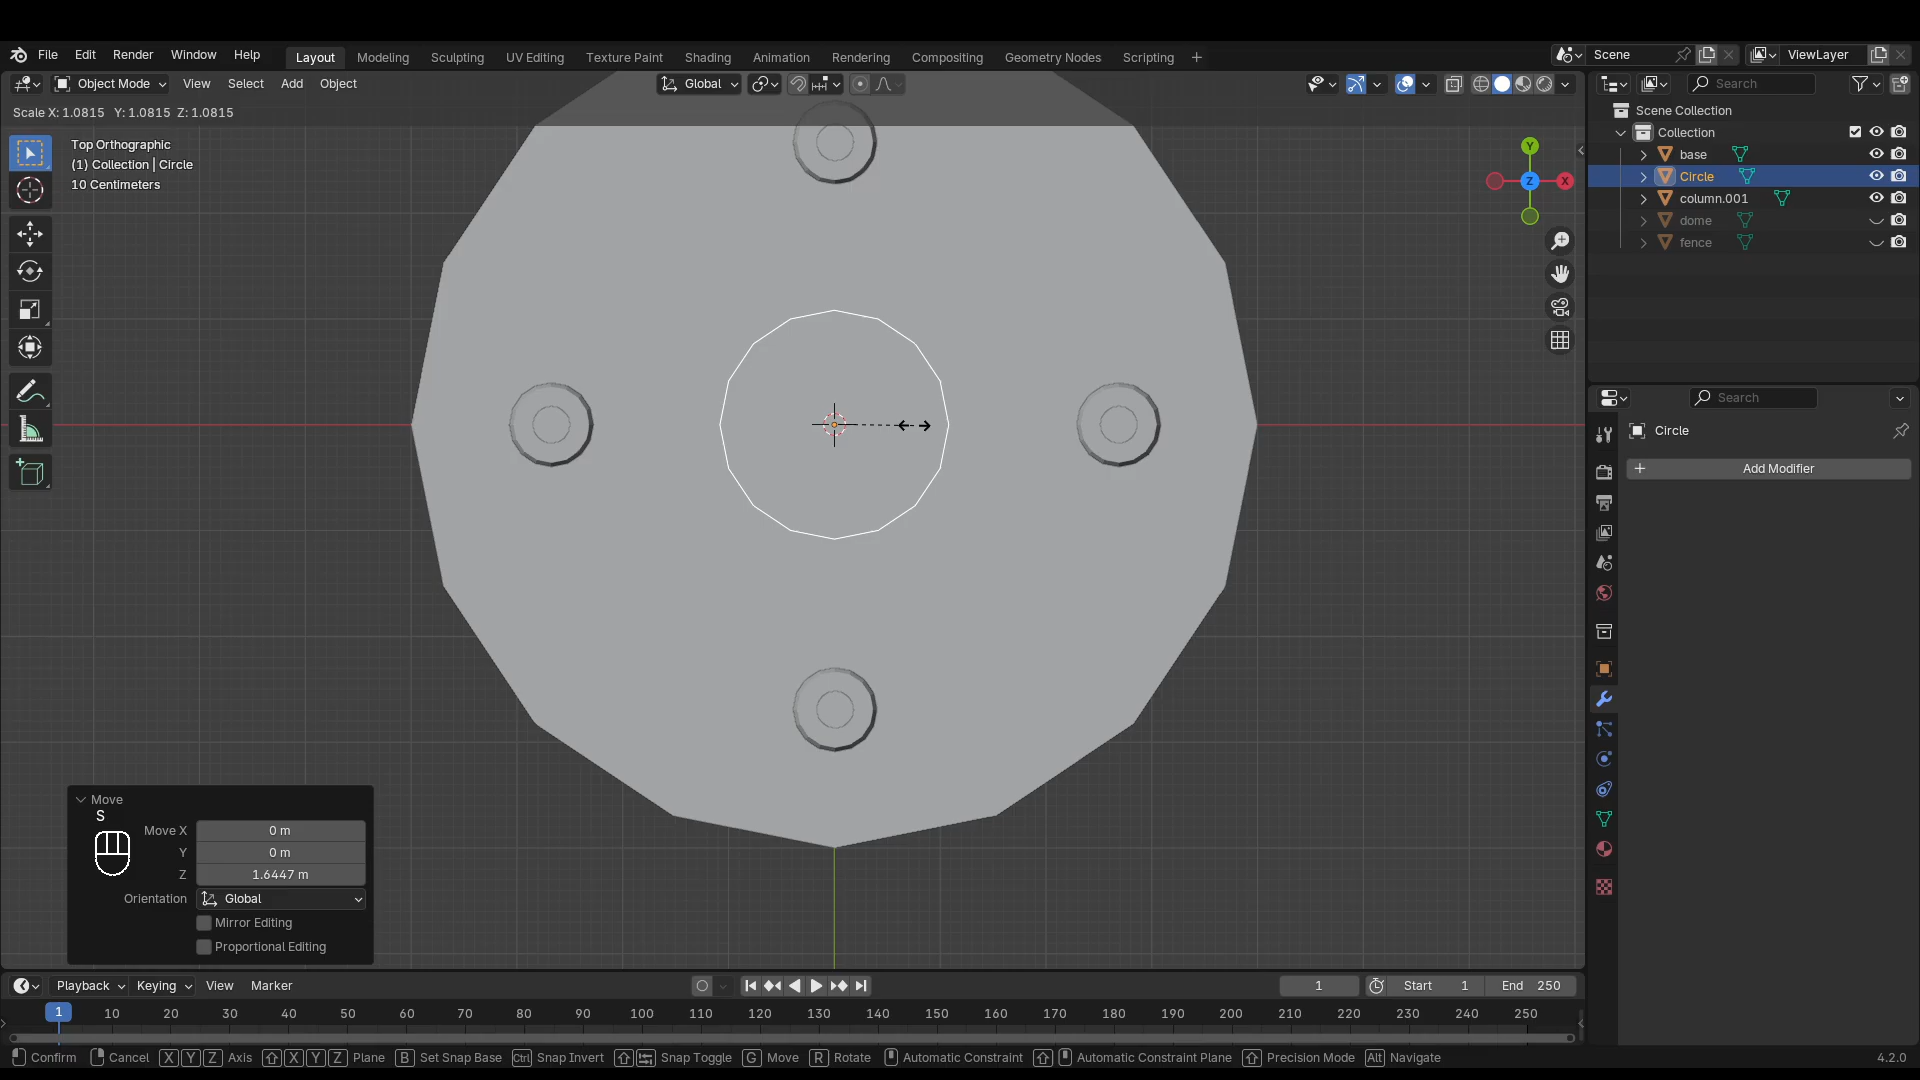 File Edit Render Window Help Layout Modeling Sculpting UV Editing Texture Paint Shading Animation Rendering Compositing Geometry Nodes Scripting + Scene ViewLayer
Object Mode View Select Add Object Global Search
Scale X: 1.0815 Y: 1.0815 Z: 1.0815
Scene Collection
Collection
base
Circle
column.001
dome
fence
Top Orthographic
(1) Collection | Circle
10 Centimeters
Y
Z
X
Search
Circle
+ Add Modifier
Move
S
Move X 0 m
Y 0 m
Z 1.6447 m
Orientation Global
Mirror Editing
Proportional Editing
Playback Keying View Marker 1 Start 1 End 250
1 10 20 30 40 50 60 70 80 90 100 110 120 130 140 150 160 170 180 190 200 210 220 230 240 250
Confirm Cancel X Y Z Axis X Y Z Plane B Set Snap Base Ctrl Snap Invert Snap Toggle G Move R Rotate Automatic Constraint Automatic Constraint Plane Precision Mode Alt Navigate 4.2.0